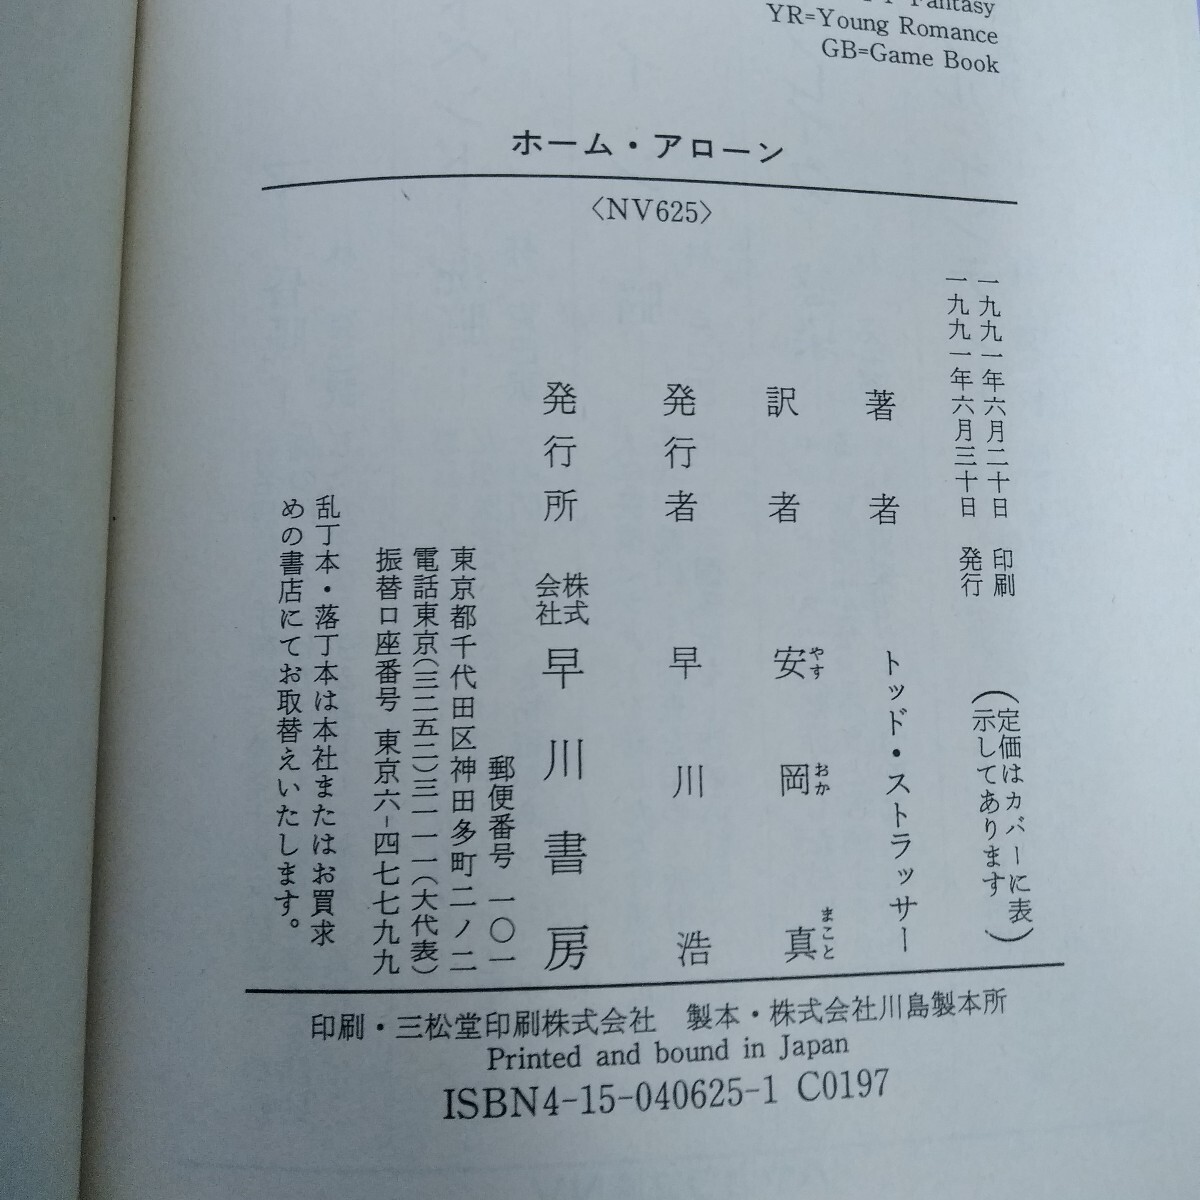 Fantasy
YR=Young Romance
GB=Game Book
ホーム・アローン
〈NV625〉
一九九一年六月二十日 印刷
一九九一年六月三十日 発行
(定価はカバーに表
示してあります)
著者 トッド・ストラッサー
訳者 安岡真
やす おか まこと
発行者 早川浩
発行所 株式会社 早川書房
郵便番号 一〇一
東京都千代田区神田多町二ノ二
電話東京(三二五二)三一一一(大代表)
振替口座番号 東京六-四七七九九
乱丁本・落丁本は本社またはお買求
めの書店にてお取替えいたします。
印刷・三松堂印刷株式会社 製本・株式会社川島製本所
Printed and bound in Japan
ISBN4-15-040625-1 C0197